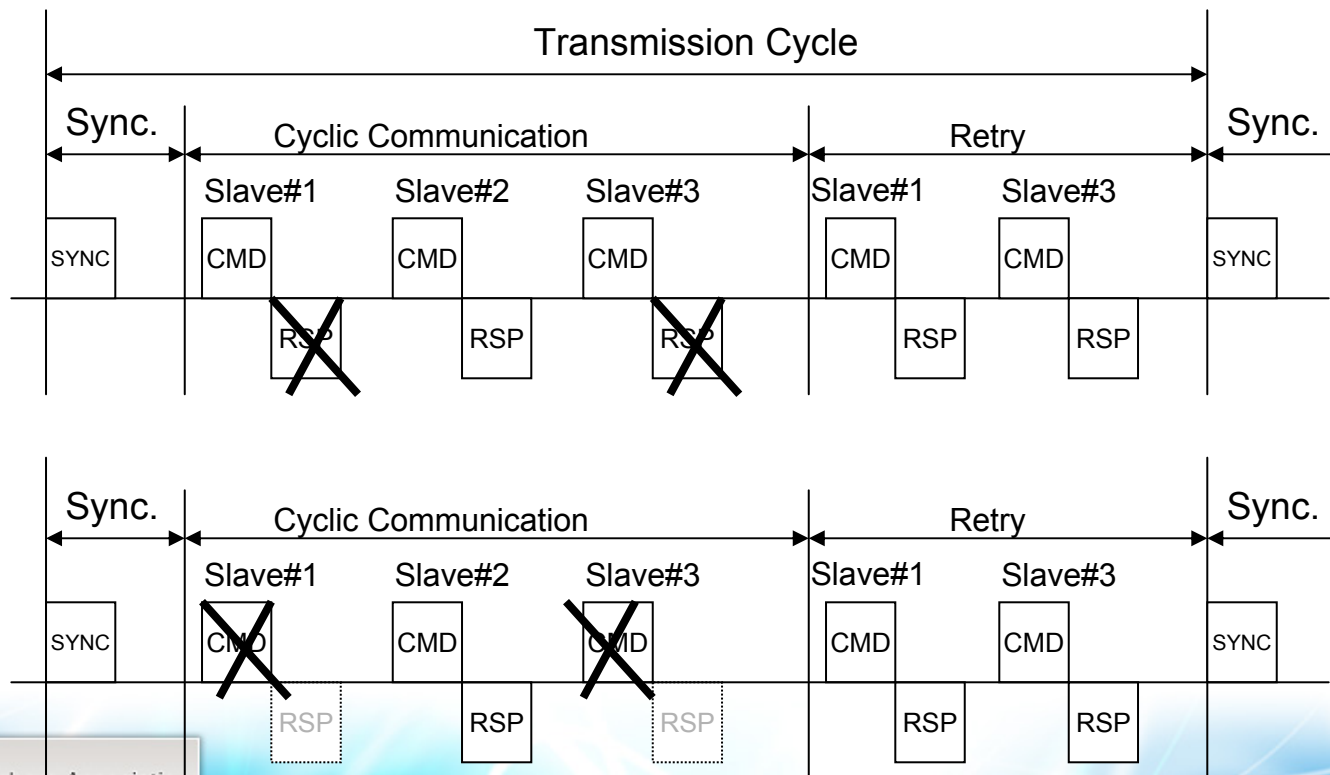 Transmission Cycle
Sync. Cyclic Communication Retry Sync.
Slave#1 Slave#2 Slave#3 Slave#1 Slave#3
SYNC CMD CMD CMD CMD CMD SYNC
RSP RSP RSP RSP RSP
Sync. Cyclic Communication Retry Sync.
Slave#1 Slave#2 Slave#3 Slave#1 Slave#3
SYNC CMD CMD CMD CMD CMD SYNC
RSP RSP RSP RSP RSP